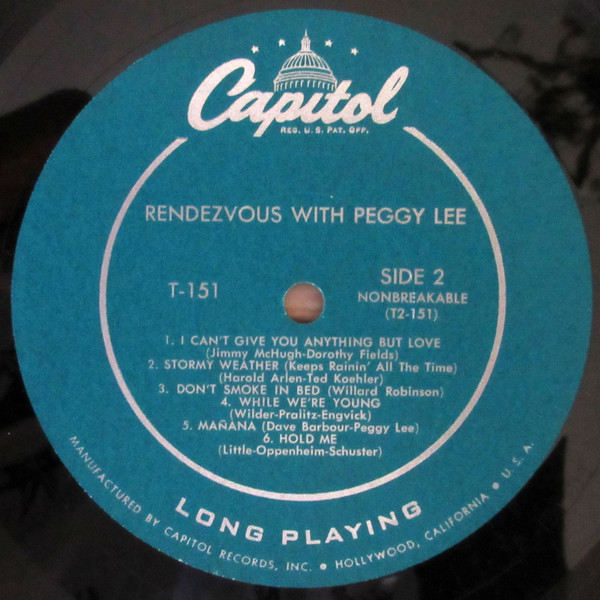 Capitol
REG. U.S. PAT. OFF.
RENDEZVOUS WITH PEGGY LEE
T-151
SIDE 2
NONBREAKABLE
(T2-151)
1. I CAN'T GIVE YOU ANYTHING BUT LOVE
(Jimmy McHugh-Dorothy Fields)
2. STORMY WEATHER (Keeps Rainin' All The Time)
(Harold Arlen-Ted Koehler)
3. DON'T SMOKE IN BED (Willard Robinson)
4. WHILE WE'RE YOUNG
(Wilder-Pralitz-Engvick)
5. MAÑANA (Dave Barbour-Peggy Lee)
6. HOLD ME
(Little-Oppenheim-Schuster)
LONG PLAYING
MANUFACTURED BY CAPITOL RECORDS, INC. • HOLLYWOOD, CALIFORNIA • U.S.A.